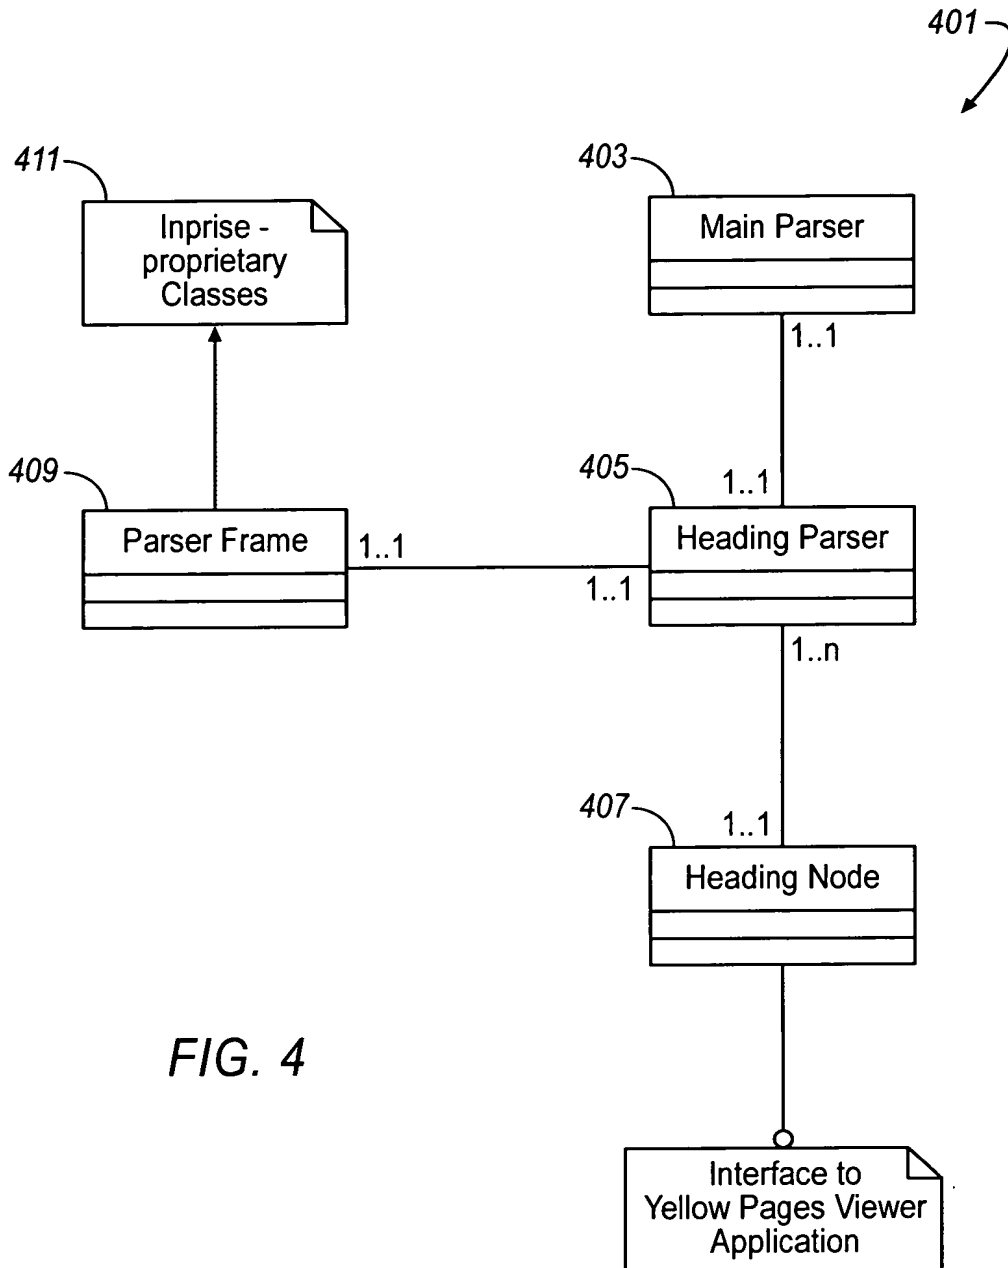 401
411
403
Inprise -
proprietary
Classes
Main Parser
1..1
409
405
1..1
Parser Frame
1..1
Heading Parser
1..1
1..n
407
1..1
Heading Node
FIG. 4
Interface to
Yellow Pages Viewer
Application